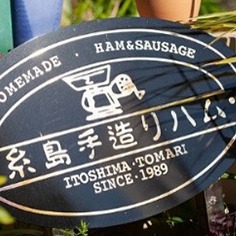 HOMEMADE · HAM&SAUSAGE
糸島手造りハム
ITOSHIMA·TOMARI
SINCE·1989